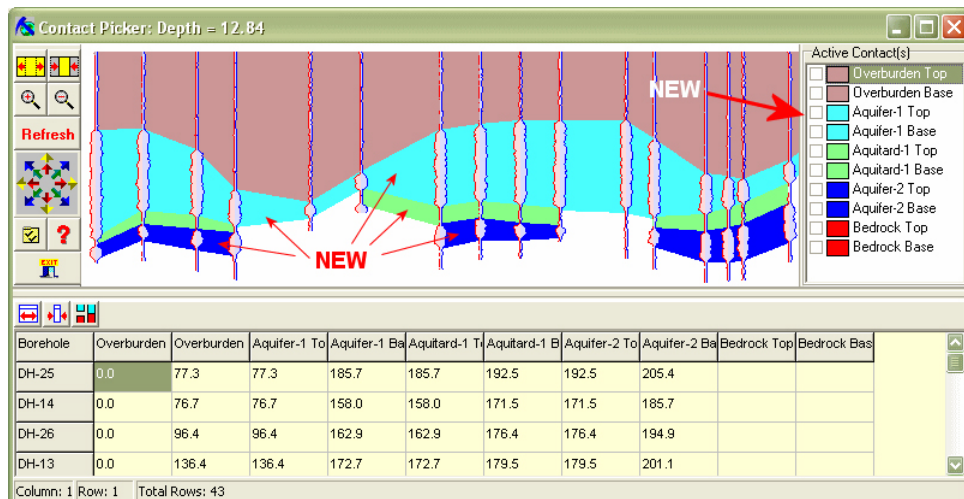 Contact Picker: Depth = 12.84
Active Contact(s)
Overburden Top
Overburden Base
Aquifer-1 Top
Aquifer-1 Base
Aquitard-1 Top
Aquitard-1 Base
Aquifer-2 Top
Aquifer-2 Base
Bedrock Top
Bedrock Base
NEW
Refresh
?
EXIT
NEW
Borehole Overburden Overburden Aquifer-1 To Aquifer-1 Ba Aquitard-1 T Aquitard-1 B Aquifer-2 To Aquifer-2 Ba Bedrock Top Bedrock Bas
DH-25 0.0 77.3 77.3 185.7 185.7 192.5 192.5 205.4
DH-14 0.0 76.7 76.7 158.0 158.0 171.5 171.5 185.7
DH-26 0.0 96.4 96.4 162.9 162.9 176.4 176.4 194.9
DH-13 0.0 136.4 136.4 172.7 172.7 179.5 179.5 201.1
Column: 1 Row: 1 Total Rows: 43